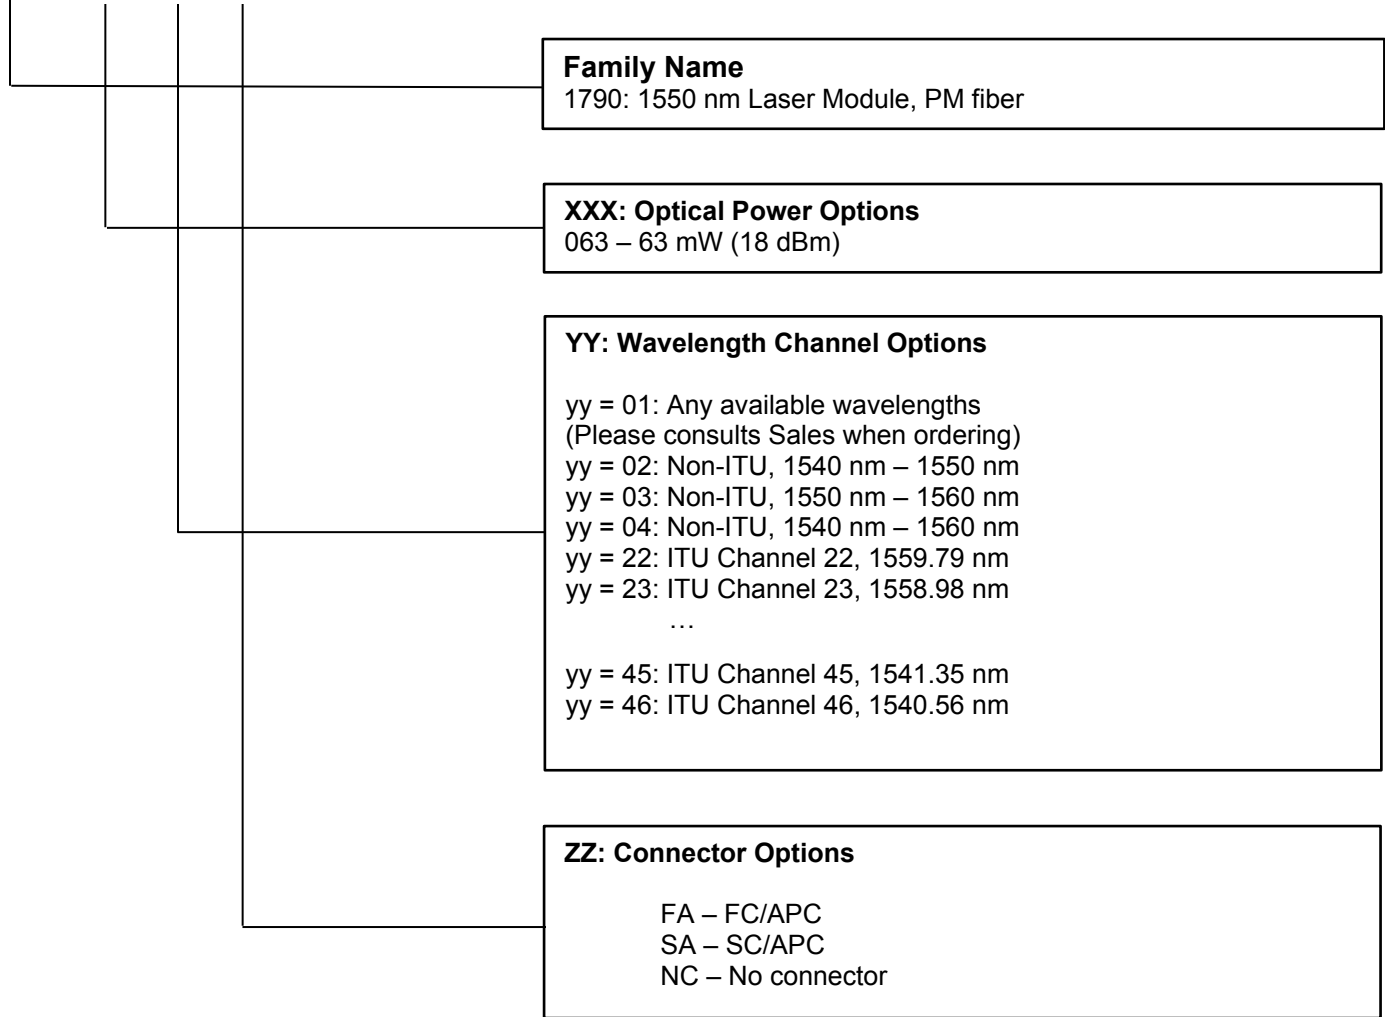 Family Name
1790: 1550 nm Laser Module, PM fiber
XXX: Optical Power Options
063 – 63 mW (18 dBm)
YY: Wavelength Channel Options
yy = 01: Any available wavelengths
(Please consults Sales when ordering)
yy = 02: Non-ITU, 1540 nm – 1550 nm
yy = 03: Non-ITU, 1550 nm – 1560 nm
yy = 04: Non-ITU, 1540 nm – 1560 nm
yy = 22: ITU Channel 22, 1559.79 nm
yy = 23: ITU Channel 23, 1558.98 nm
…
yy = 45: ITU Channel 45, 1541.35 nm
yy = 46: ITU Channel 46, 1540.56 nm
ZZ: Connector Options
FA – FC/APC
SA – SC/APC
NC – No connector